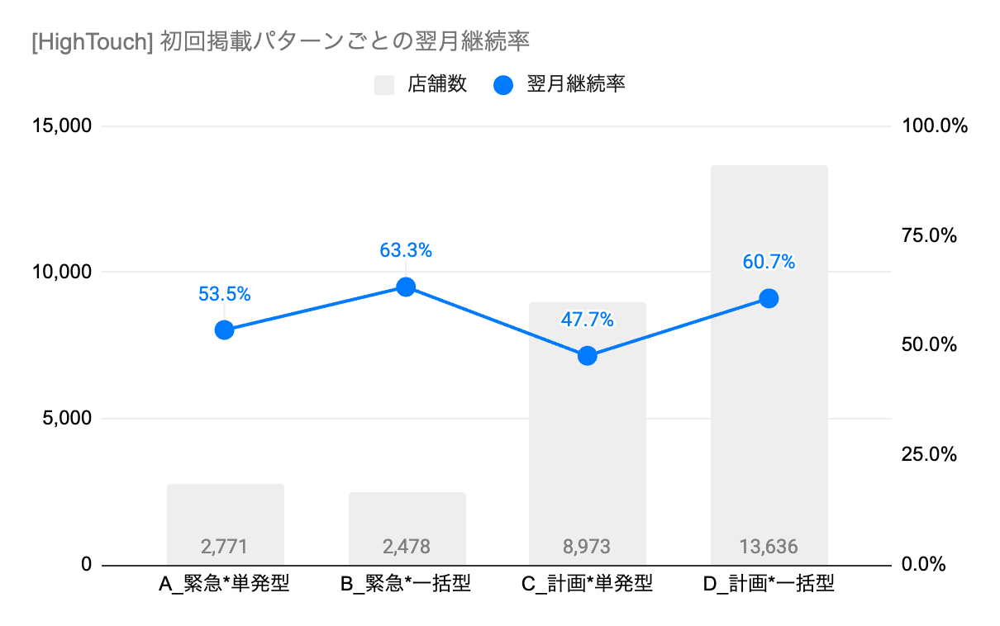 [HighTouch] 初回掲載パターンごとの翌月継続率
店舗数 翌月継続率
15,000
10,000
5,000
0
100.0%
75.0%
50.0%
25.0%
0.0%
53.5%
63.3%
47.7%
60.7%
2,771
2,478
8,973
13,636
A_緊急*単発型
B_緊急*一括型
C_計画*単発型
D_計画*一括型